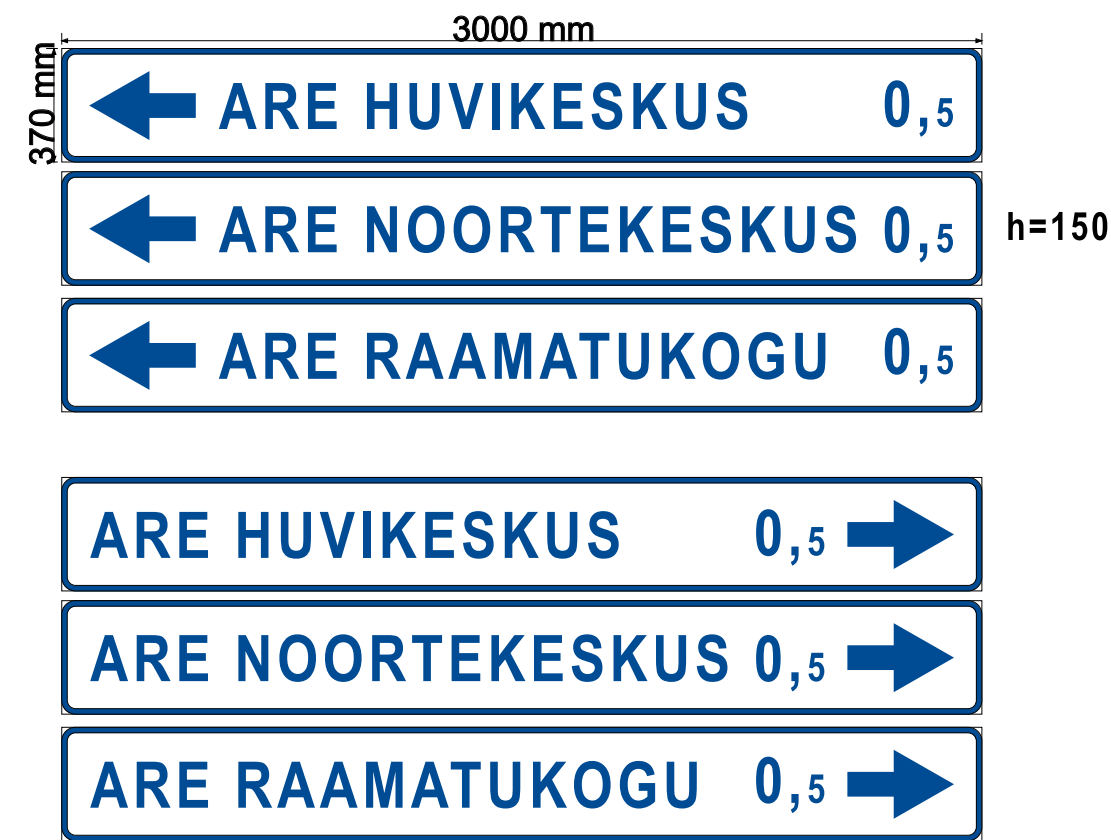 3000 mm
370 mm
ARE HUVIKESKUS 0,5
ARE NOORTEKESKUS 0,5
h=150
ARE RAAMATUKOGU 0,5
ARE HUVIKESKUS 0,5
ARE NOORTEKESKUS 0,5
ARE RAAMATUKOGU 0,5